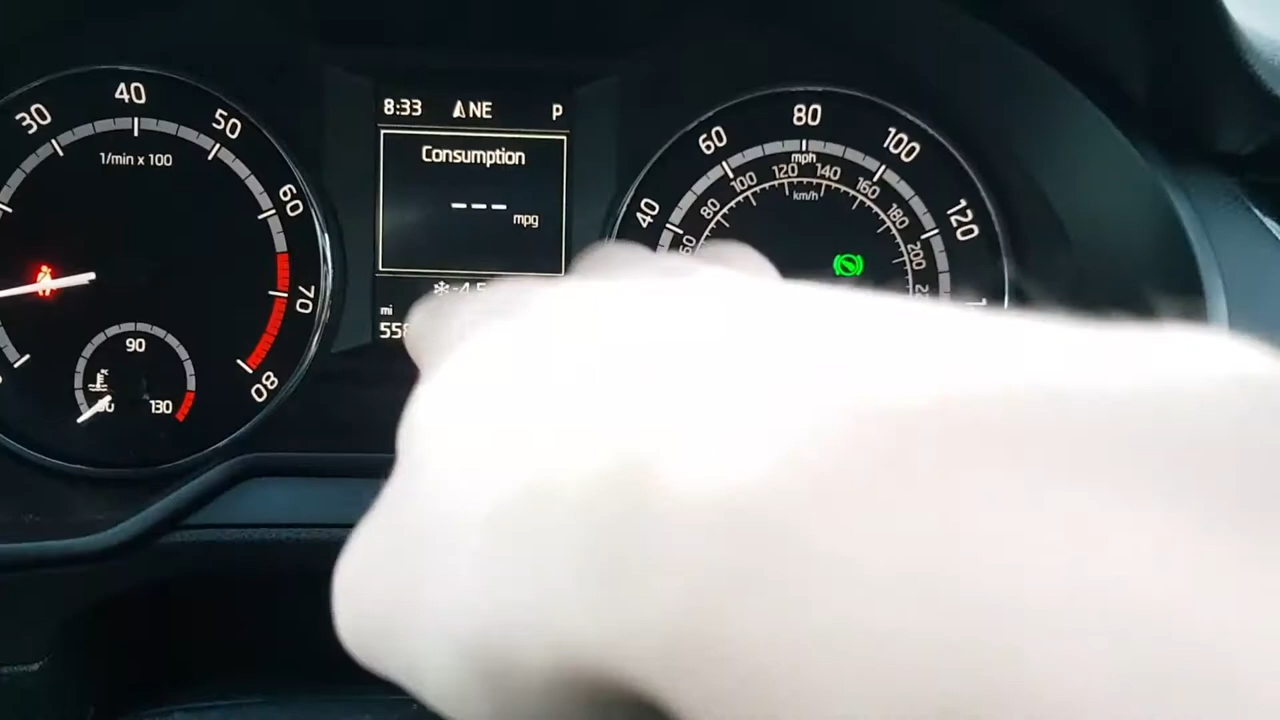 30
40
50
60
70
80
1/min x 100
90
130
8:33 NE P
Consumption
--- mpg
mi
40
60
80
100
120
mph
80
100
120
140
160
180
200
km/h